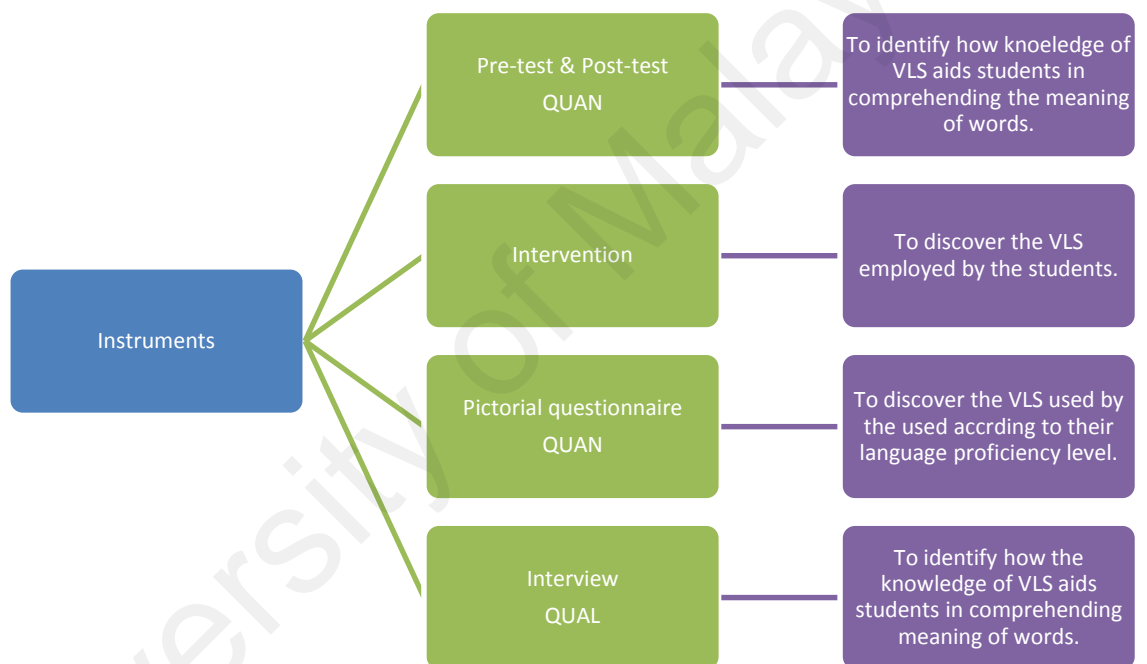 Pre-test & Post-test
QUAN
To identify how knoeledge of
VLS aids students in
comprehending the meaning
of words.
Intervention
To discover the VLS
employed by the students.
Instruments
Pictorial questionnaire
QUAN
To discover the VLS used by
the used accrding to their
language proficiency level.
Interview
QUAL
To identify how the
knowledge of VLS aids
students in comprehending
meaning of words.
versity of Malay